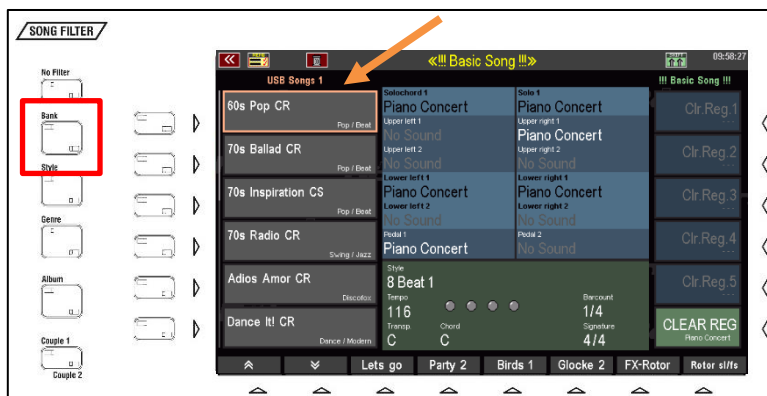 SONG FILTER
No Filter
Bank
Style
Genre
Album
Couple 1
Couple 2
«!!! Basic Song !!!»
09:58:27
USB Songs 1
!!! Basic Song !!!
60s Pop CR
Pop / Beat
70s Ballad CR
Pop / Beat
70s Inspiration CS
Pop / Beat
70s Radio CR
Swing / Jazz
Adios Amor CR
Discofox
Dance It! CR
Dance / Modern
Solochord 1
Piano Concert
Upper left 1
No Sound
Upper left 2
No Sound
Lower left 1
Piano Concert
Lower left 2
No Sound
Pedal 1
Piano Concert
Solo 1
Piano Concert
Upper right 1
Piano Concert
Upper right 2
No Sound
Lower right 1
Piano Concert
Lower right 2
No Sound
Pedal 2
No Sound
Style
8 Beat 1
Tempo
116
Barcount
1/4
Transp.
C
Chord
C
Signature
4/4
Clr.Reg.1
Clr.Reg.2
Clr.Reg.3
Clr.Reg.4
Clr.Reg.5
CLEAR REG
Piano Concert
Lets go
Party 2
Birds 1
Glocke 2
FX-Rotor
Rotor sl/fs